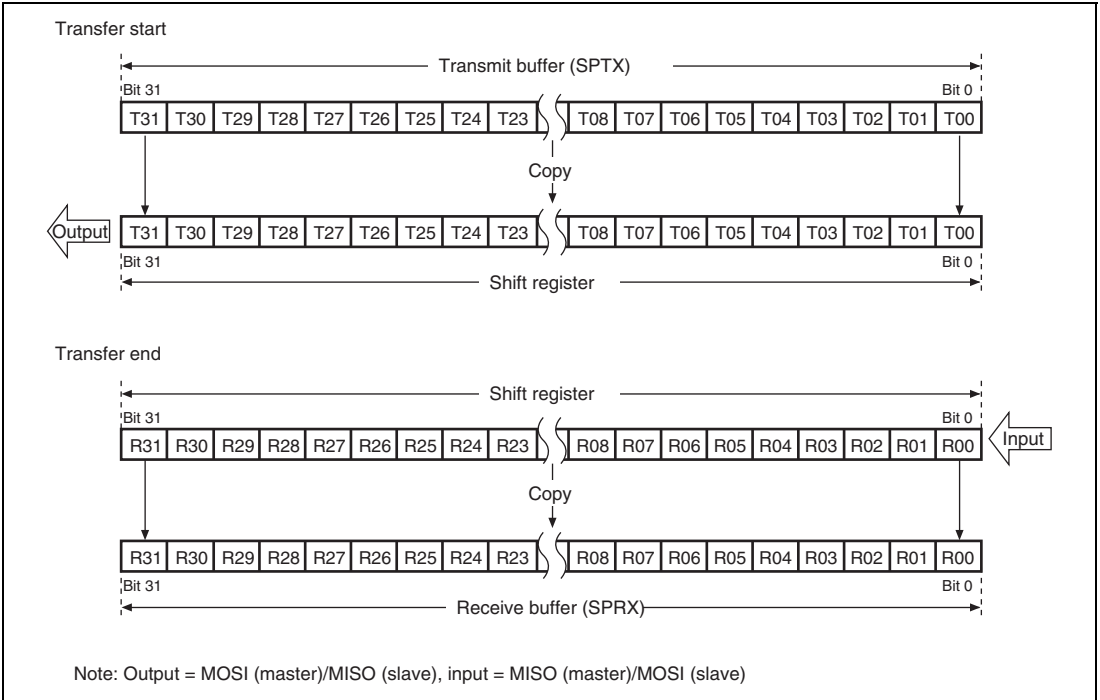 Transfer start
Transmit buffer (SPTX)
Bit 31 Bit 0
T31 T30 T29 T28 T27 T26 T25 T24 T23 T08 T07 T06 T05 T04 T03 T02 T01 T00
Copy
Output T31 T30 T29 T28 T27 T26 T25 T24 T23 T08 T07 T06 T05 T04 T03 T02 T01 T00
Bit 31 Bit 0
Shift register
Transfer end
Shift register
Bit 31 Bit 0
R31 R30 R29 R28 R27 R26 R25 R24 R23 R08 R07 R06 R05 R04 R03 R02 R01 R00 Input
Copy
R31 R30 R29 R28 R27 R26 R25 R24 R23 R08 R07 R06 R05 R04 R03 R02 R01 R00
Bit 31 Bit 0
Receive buffer (SPRX)
Note: Output = MOSI (master)/MISO (slave), input = MISO (master)/MOSI (slave)